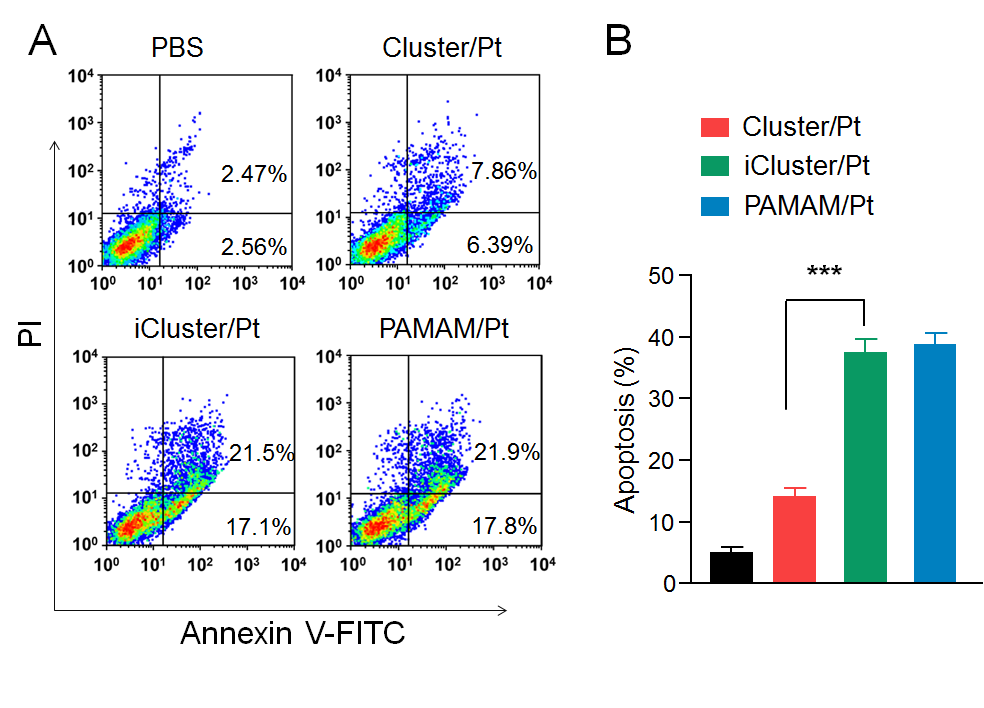 A
B
PBS
Cluster/Pt
10⁴
10³
10²
10¹
10⁰
2.47%
2.56%
10⁰ 10¹ 10² 10³ 10⁴
10⁴
10³
10²
10¹
10⁰
7.86%
6.39%
10⁰ 10¹ 10² 10³ 10⁴
iCluster/Pt
PAMAM/Pt
10⁴
10³
10²
10¹
10⁰
21.5%
17.1%
10⁰ 10¹ 10² 10³ 10⁴
10⁴
10³
10²
10¹
10⁰
21.9%
17.8%
10⁰ 10¹ 10² 10³ 10⁴
PI
Annexin V-FITC
Cluster/Pt
iCluster/Pt
PAMAM/Pt
***
50
40
30
20
10
0
Apoptosis (%)